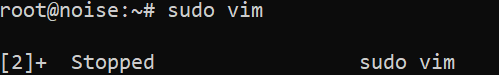 root@noise:~# sudo vim
[2]+  Stopped                 sudo vim